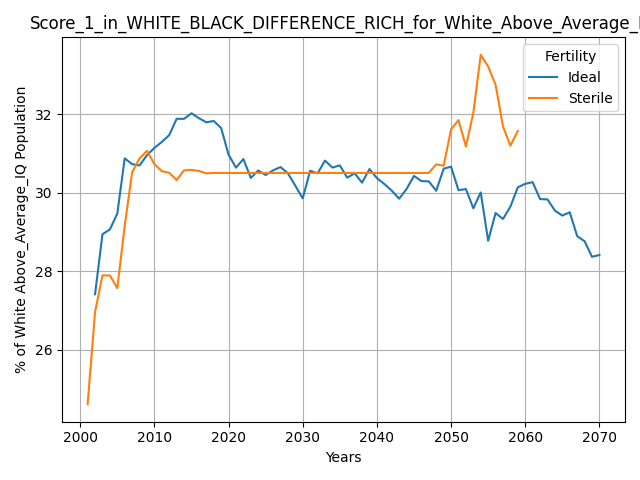 Score_1_in_WHITE_BLACK_DIFFERENCE_RICH_for_White_Above_Average_
Fertility
Ideal
Sterile
% of White Above_Average_IQ Population
32
30
28
26
2000 2010 2020 2030 2040 2050 2060 2070
Years